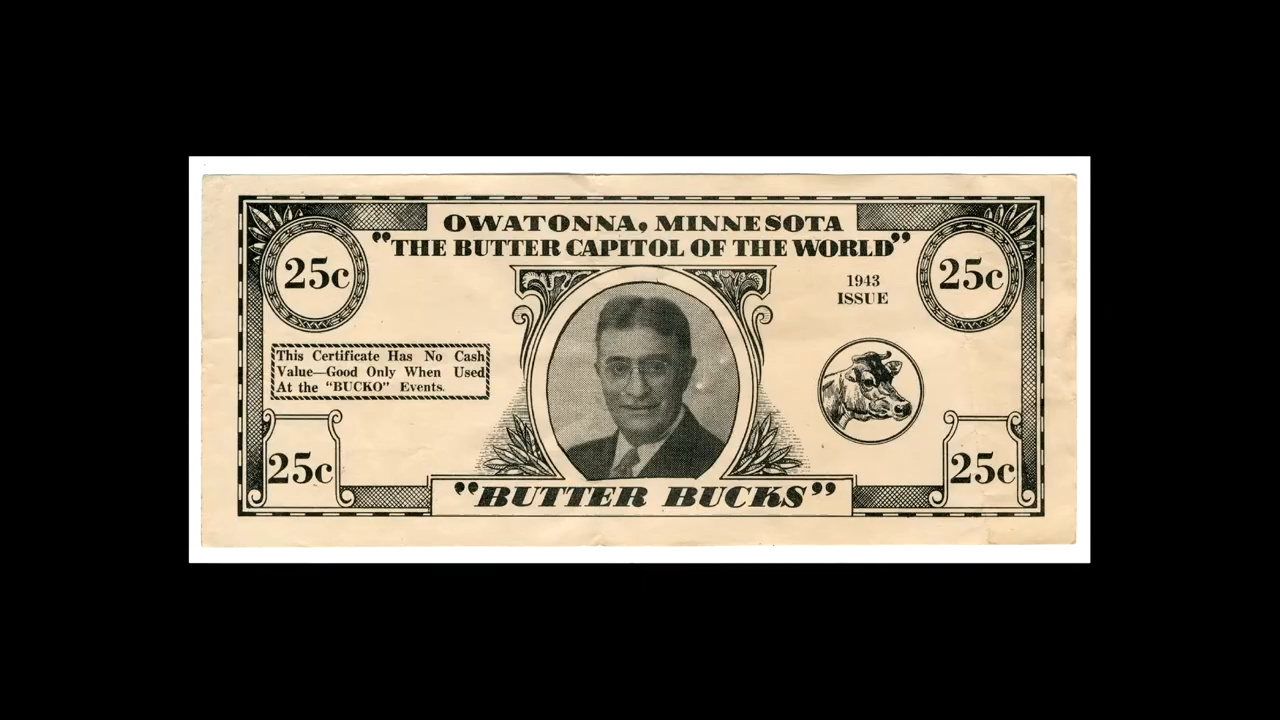 OWATONNA, MINNESOTA
"THE BUTTER CAPITOL OF THE WORLD"
25c
25c
1943
ISSUE
This Certificate Has No Cash
Value—Good Only When Used
At the "BUCKO" Events.
25c
25c
"BUTTER BUCKS"